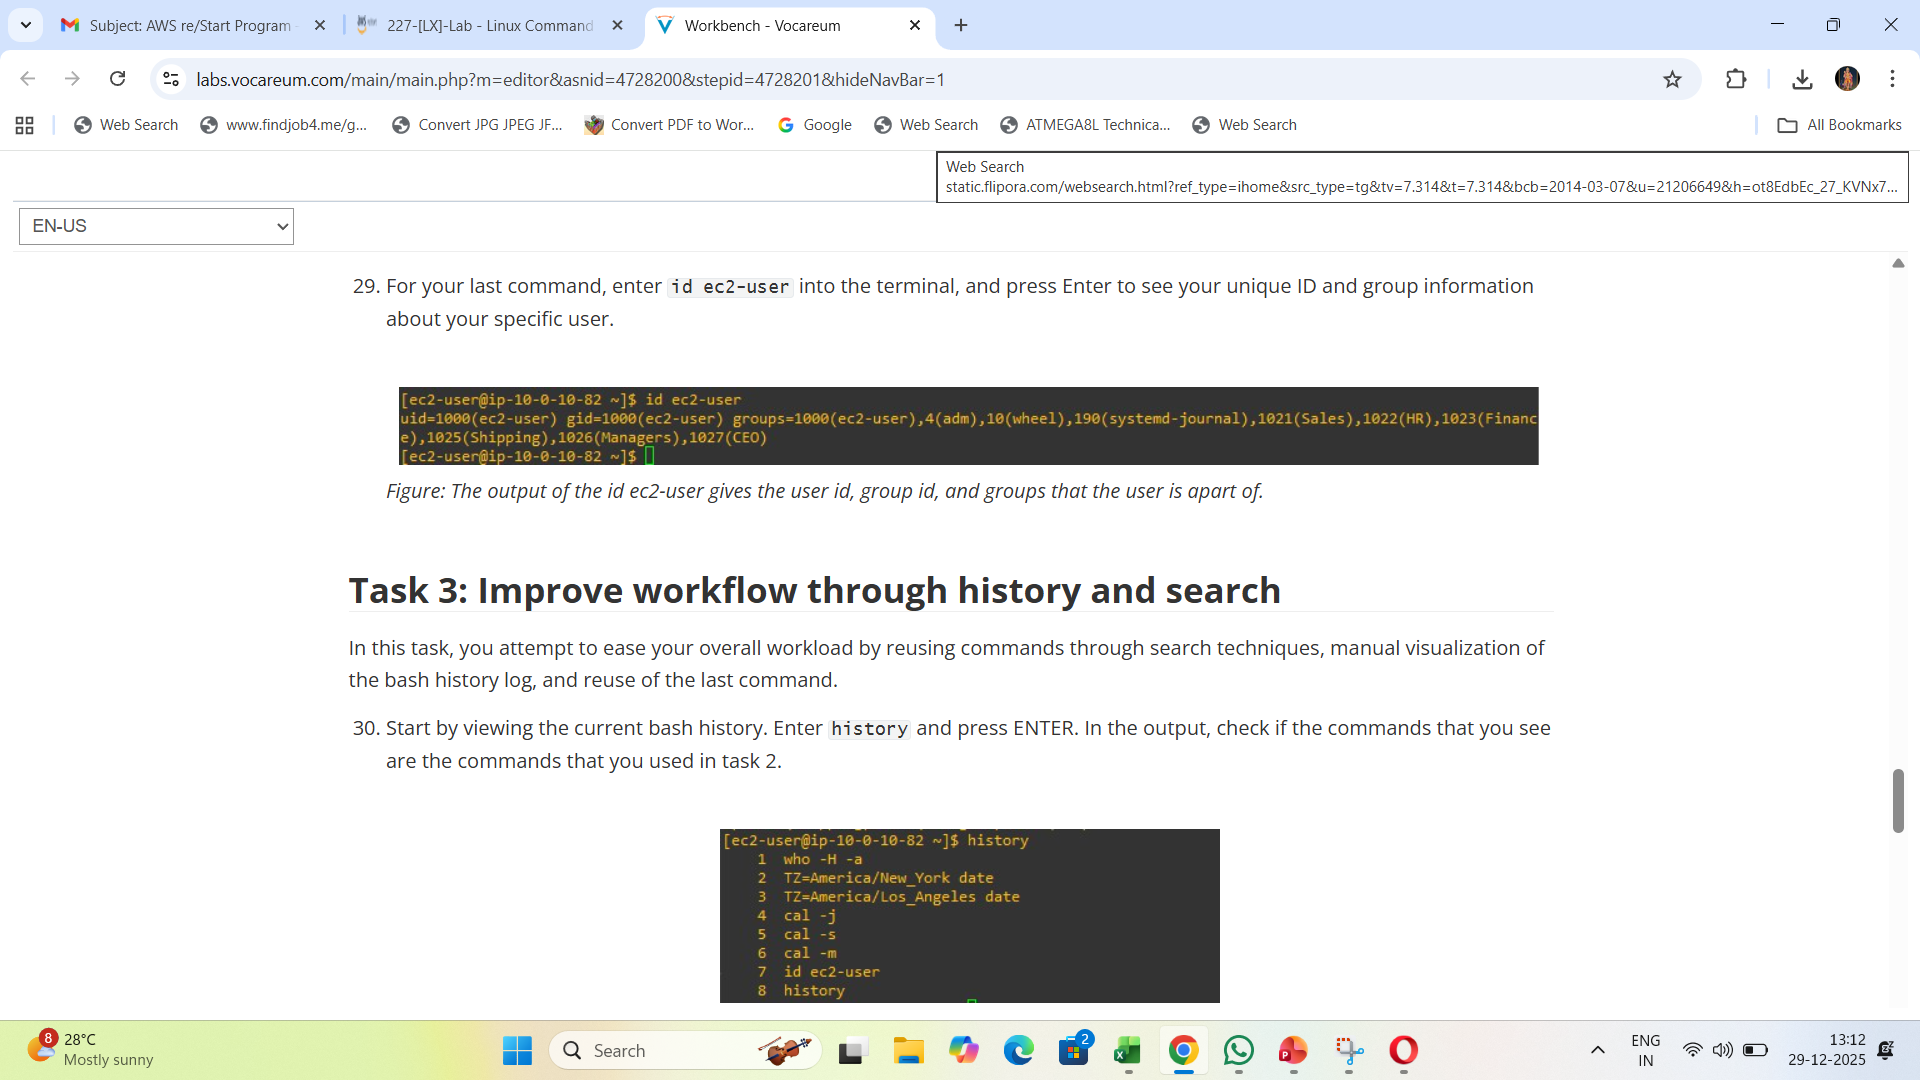 Subject: AWS re/Start Program -
227-[LX]-Lab - Linux Command
Workbench - Vocareum
labs.vocareum.com/main/main.php?m=editor&asnid=4728200&stepid=4728201&hideNavBar=1
Web Search
www.findjob4.me/g...
Convert JPG JPEG JF...
Convert PDF to Wor...
Google
Web Search
ATMEGA8L Technica...
Web Search
All Bookmarks
Web Search
static.flipora.com/websearch.html?ref_type=ihome&src_type=tg&tv=7.314&t=7.314&bcb=2014-03-07&u=21206649&h=ot8EdbEc_27_KVNx7...
EN-US
29. For your last command, enter id ec2-user into the terminal, and press Enter to see your unique ID and group information
about your specific user.
[ec2-user@ip-10-0-10-82 ~]$ id ec2-user
uid=1000(ec2-user) gid=1000(ec2-user) groups=1000(ec2-user),4(adm),10(wheel),190(systemd-journal),1021(Sales),1022(HR),1023(Financ
e),1025(Shipping),1026(Managers),1027(CEO)
[ec2-user@ip-10-0-10-82 ~]$
Figure: The output of the id ec2-user gives the user id, group id, and groups that the user is apart of.
Task 3: Improve workflow through history and search
In this task, you attempt to ease your overall workload by reusing commands through search techniques, manual visualization of
the bash history log, and reuse of the last command.
30. Start by viewing the current bash history. Enter history and press ENTER. In the output, check if the commands that you see
are the commands that you used in task 2.
[ec2-user@ip-10-0-10-82 ~]$ history
1 who -H -a
2 TZ=America/New_York date
3 TZ=America/Los_Angeles date
4 cal -j
5 cal -s
6 cal -m
7 id ec2-user
8 history
8
28°C
Mostly sunny
Search
2
ENG
IN
13:12
29-12-2025